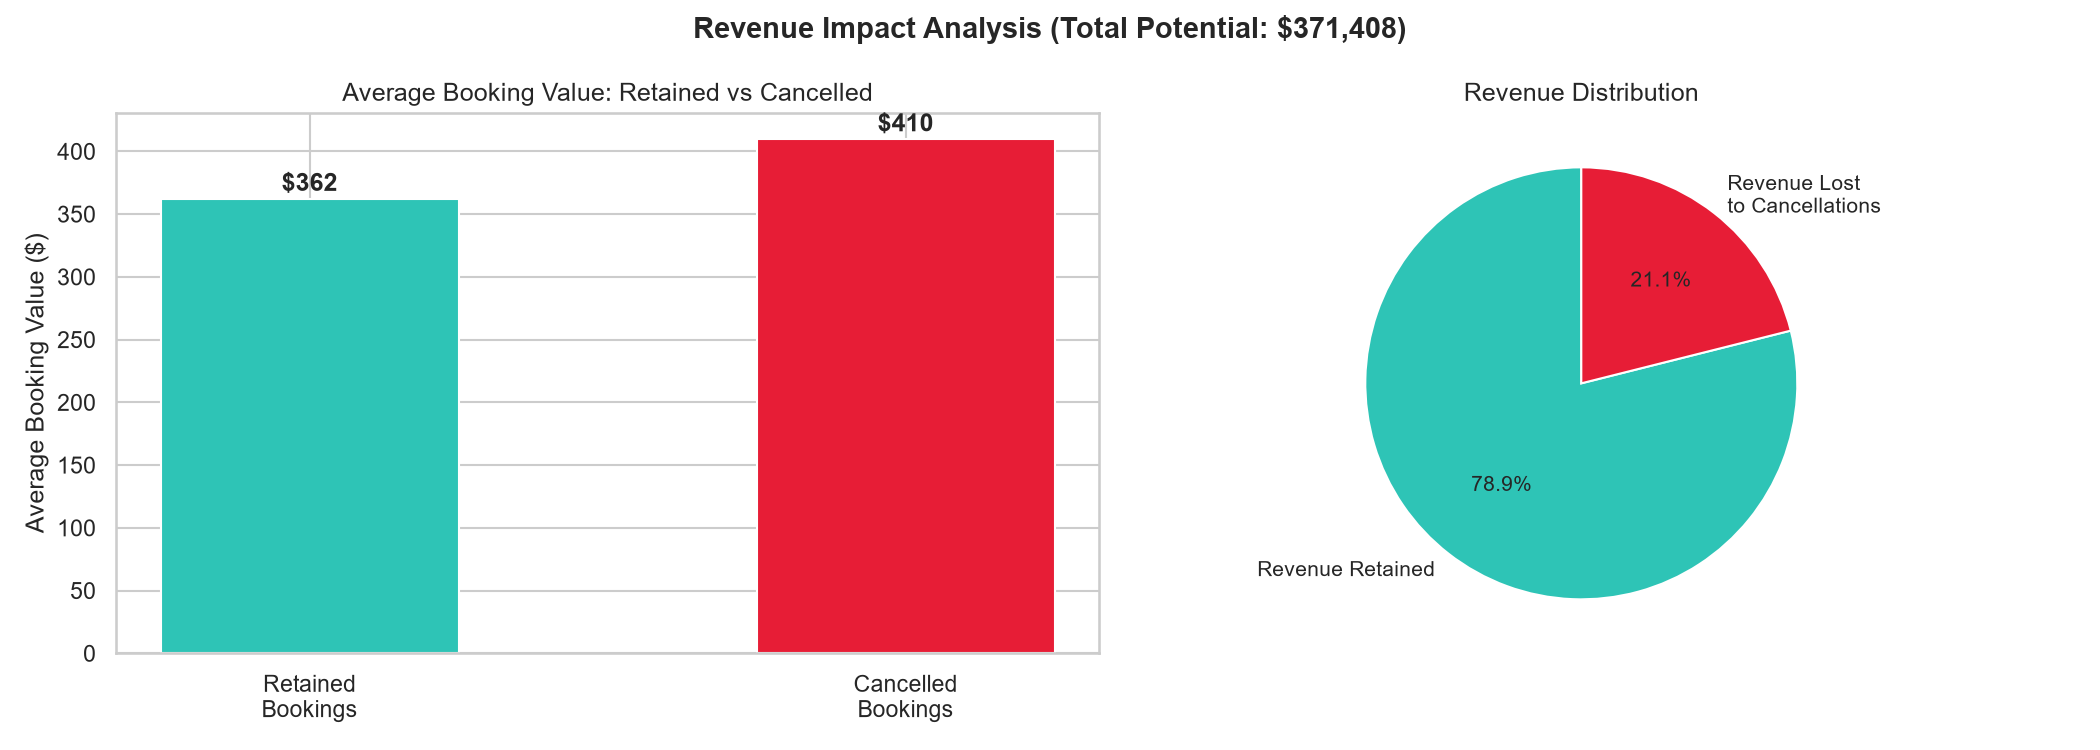 Revenue Impact Analysis (Total Potential: $371,408)
Average Booking Value: Retained vs Cancelled
Average Booking Value ($)
400
350
300
250
200
150
100
50
0
$362
$410
Retained
Bookings
Cancelled
Bookings
Revenue Distribution
Revenue Lost
to Cancellations
21.1%
78.9%
Revenue Retained